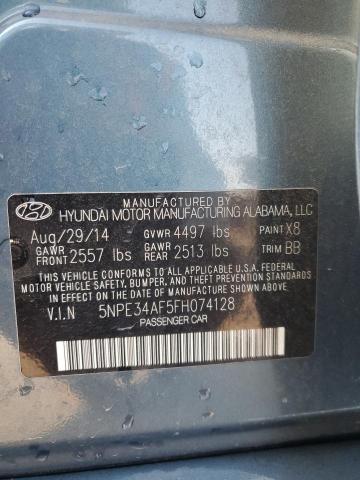 MANUFACTURED BY
HYUNDAI MOTOR MANUFACTURING ALABAMA, LLC
Aug/29/14 GVWR 4497 lbs PAINT X8
GAWR FRONT 2557 lbs GAWR REAR 2513 lbs TRIM BB
THIS VEHICLE CONFORMS TO ALL APPLICABLE FEDERAL
MOTOR VEHICLE SAFETY, BUMPER, AND THEFT PREVENTION
STANDARDS IN EFFECT ON THE DATE OF MANUFACTURE SHOWN ABOVE.
V.I.N 5NPE34AF5FH074128
PASSENGER CAR